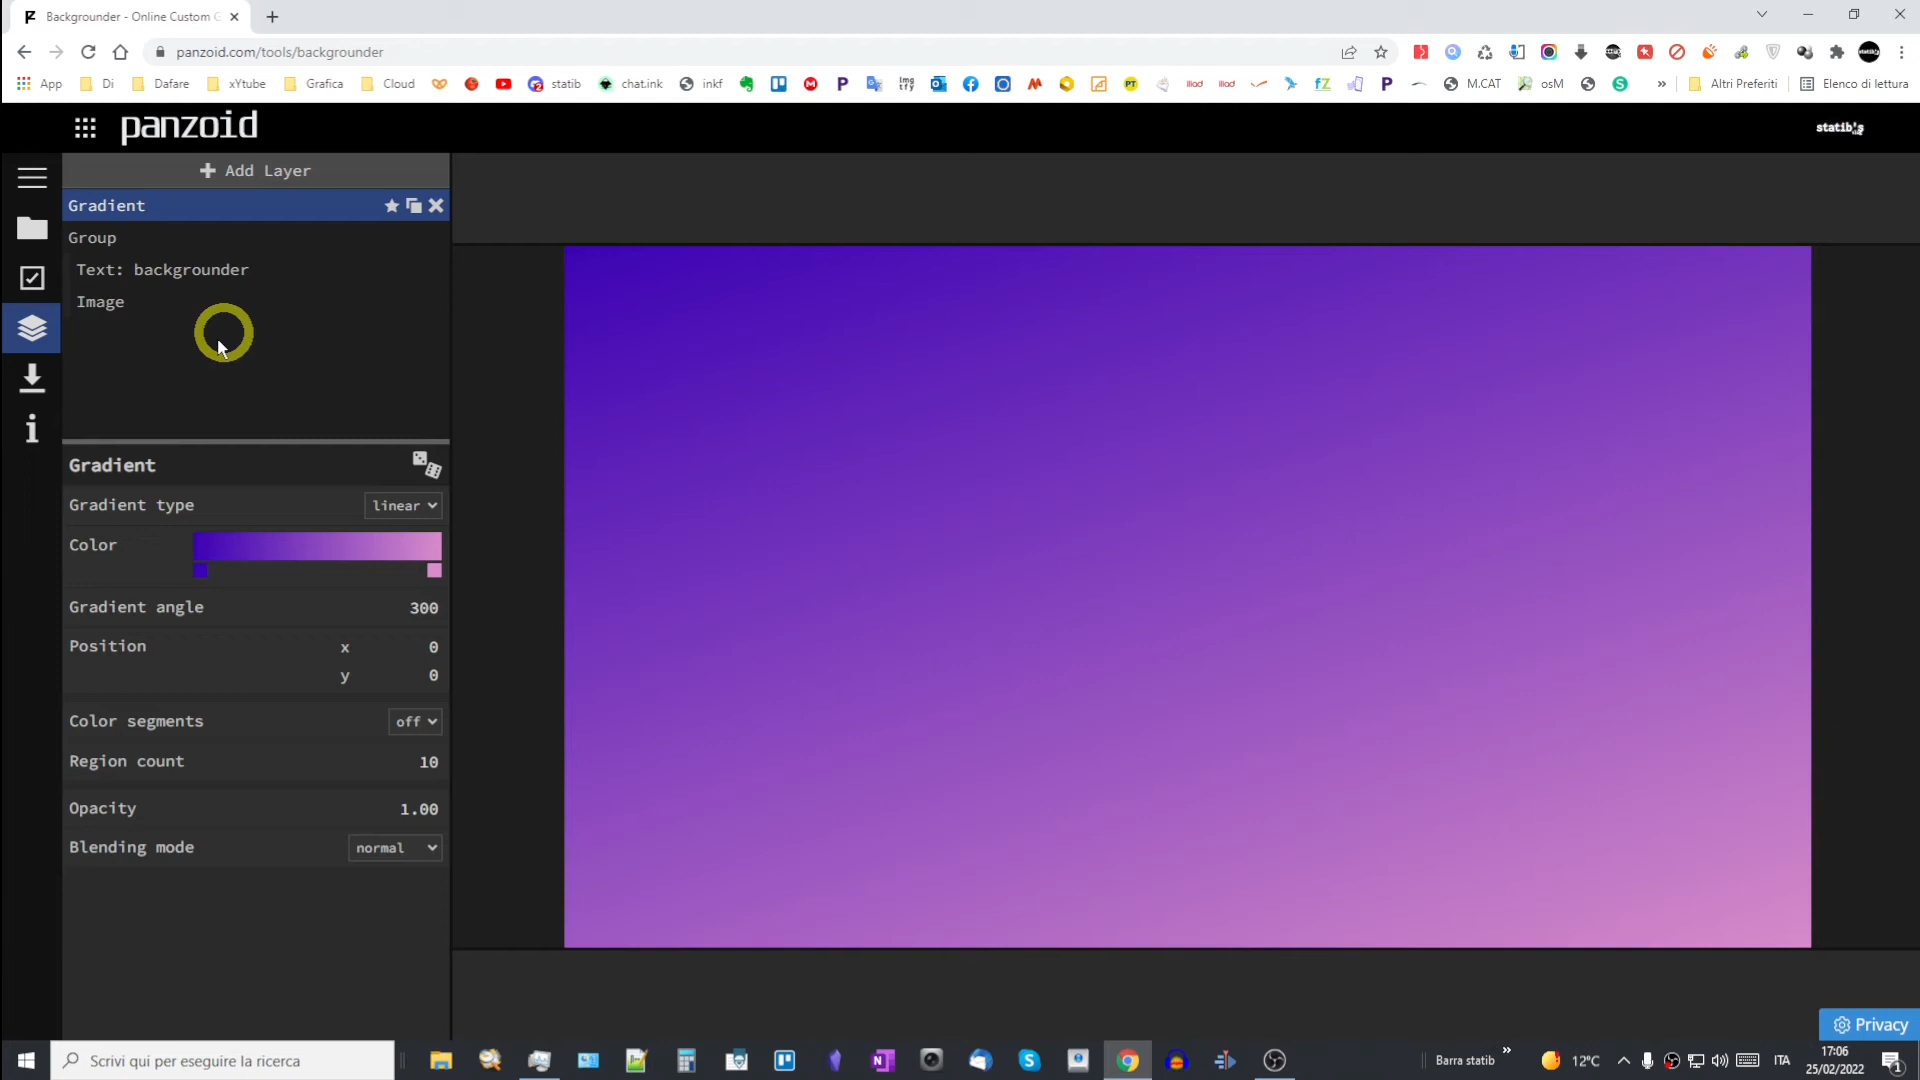 Backgrounder - Online Custom G
panzoid.com/tools/backgrounder
App Di Dafare xYtube Grafica Cloud statib chat.ink inkf M.CAT osM » Altri Preferiti Elenco di lettura
panzoid
statib's
+ Add Layer
Gradient
Group
Text: backgrounder
Image
Gradient
Gradient type linear
Color
Gradient angle 300
Position x 0
y 0
Color segments off
Region count 10
Opacity 1.00
Blending mode normal
Privacy
Scrivi qui per eseguire la ricerca
Barra statib »
12°C
ITA
17:06
25/02/2022
1